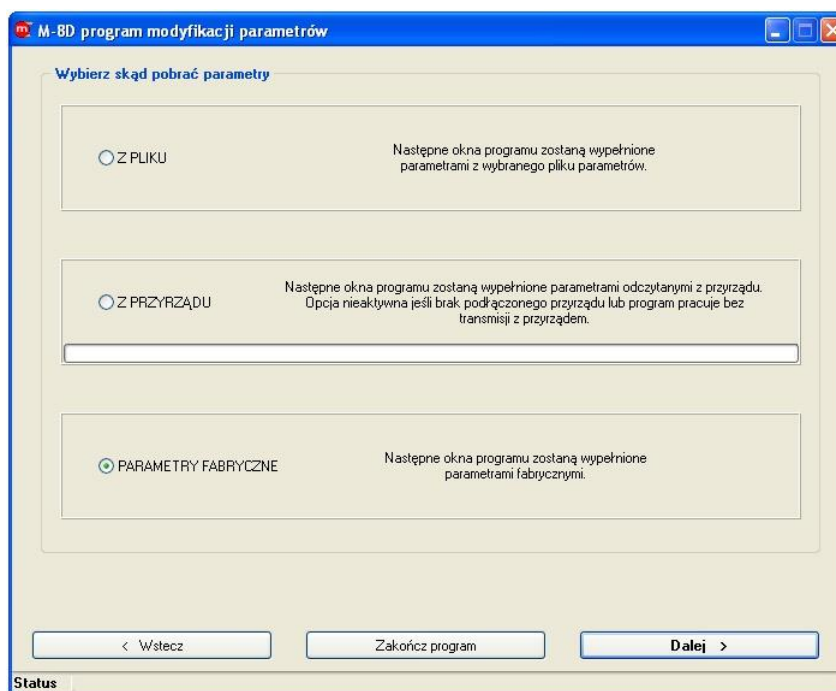 M-8D program modyfikacji parametrów
Wybierz skąd pobrać parametry
Z PLIKU
Następne okna programu zostaną wypełnione
parametrami z wybranego pliku parametrów.
Z PRZYRZĄDU
Następne okna programu zostaną wypełnione parametrami odczytanymi z przyrządu.
Opcja nieaktywna jeśli brak podłączonego przyrządu lub program pracuje bez
transmisji z przyrządem.
PARAMETRY FABRYCZNE
Następne okna programu zostaną wypełnione
parametrami fabrycznymi.
< Wstecz
Zakończ program
Dalej >
Status